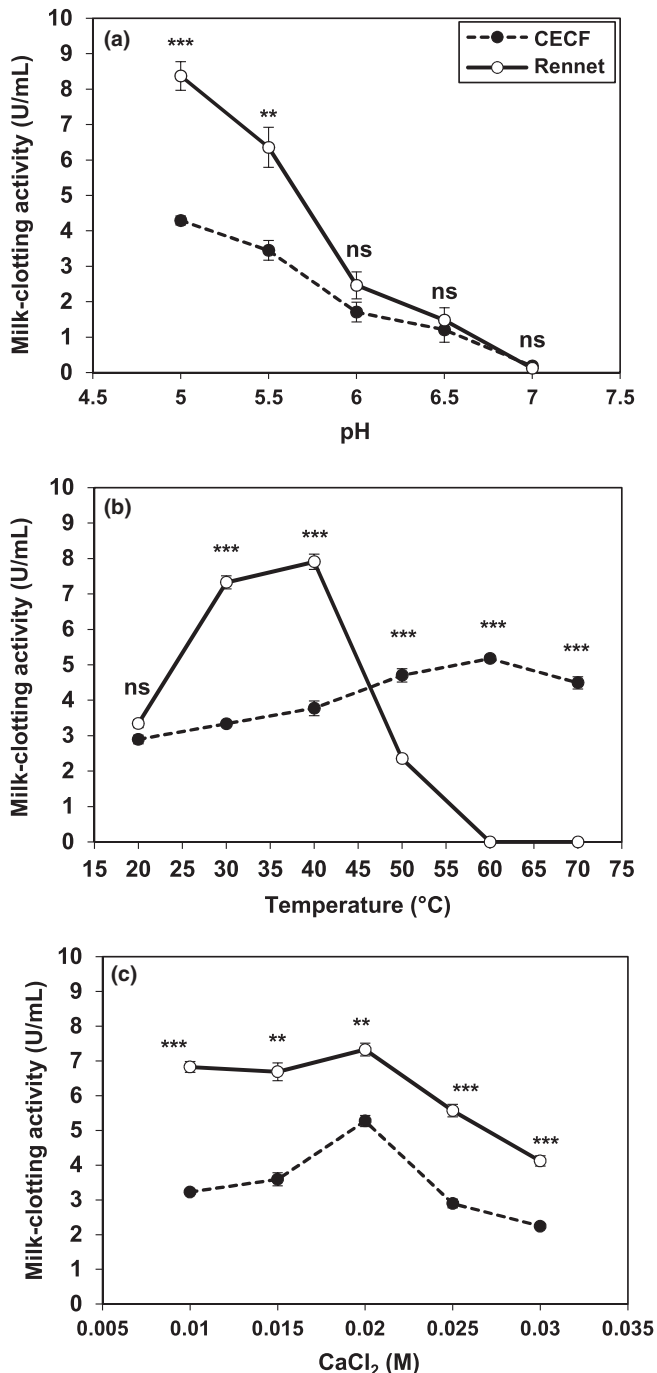 (a)
CECF
Rennet
Milk-clotting activity (U/mL)
10
9
8
7
6
5
4
3
2
1
0
***
**
ns
ns
ns
4.5 5 5.5 6 6.5 7 7.5
pH
(b)
Milk-clotting activity (U/mL)
10
9
8
7
6
5
4
3
2
1
0
ns
***
***
***
***
***
15 20 25 30 35 40 45 50 55 60 65 70 75
Temperature (°C)
(c)
Milk-clotting activity (U/mL)
10
9
8
7
6
5
4
3
2
1
0
***
**
**
***
***
0.005 0.01 0.015 0.02 0.025 0.03 0.035
CaCl₂ (M)